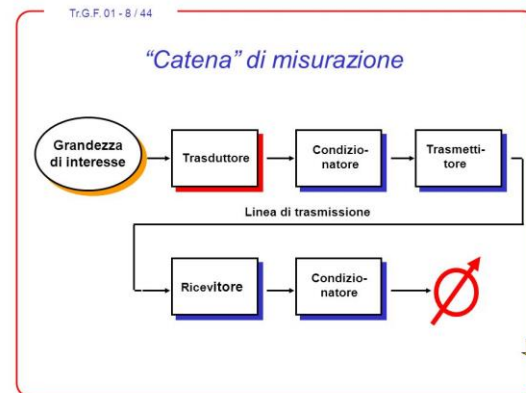 Tr.G.F. 01 - 8 / 44
“Catena” di misurazione
Grandezza
di interesse
Trasduttore
Condizio-
natore
Trasmetti-
tore
Linea di trasmissione
Ricevitore
Condizio-
natore